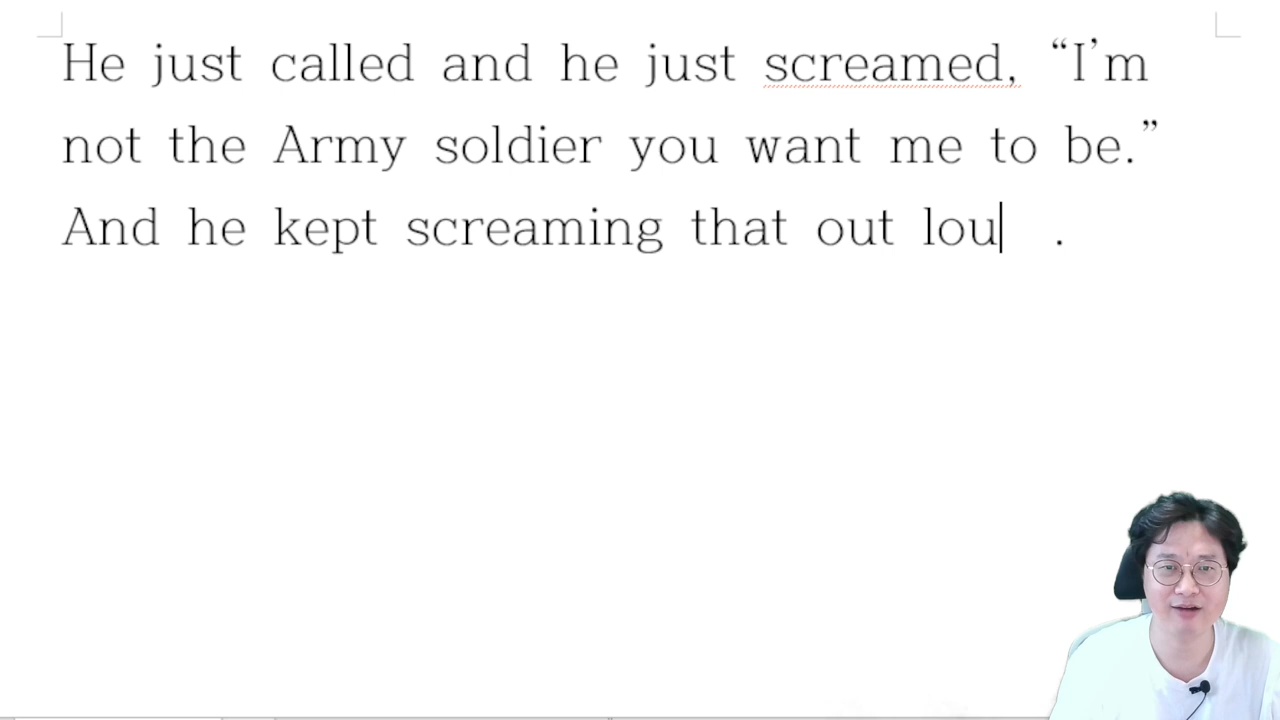 He just called and he just screamed, “I’m
not the Army soldier you want me to be.”
And he kept screaming that out lou .